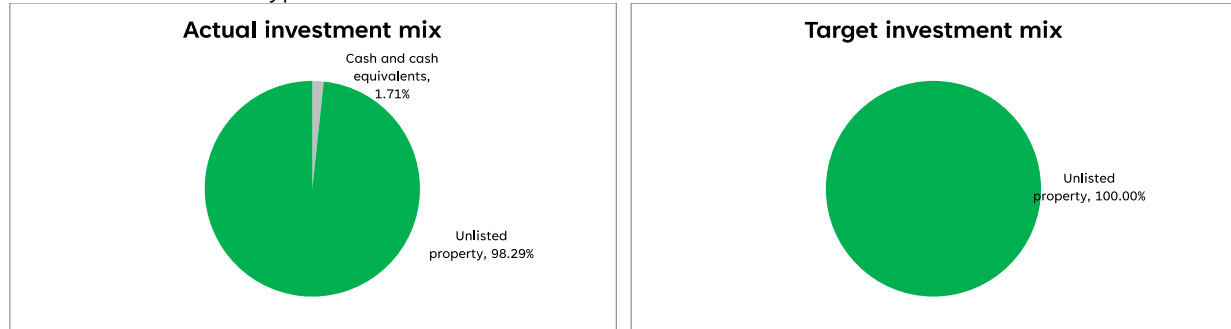 Actual investment mix
Cash and cash
equivalents,
1.71%
Unlisted
property, 98.29%
Target investment mix
Unlisted
property, 100.00%